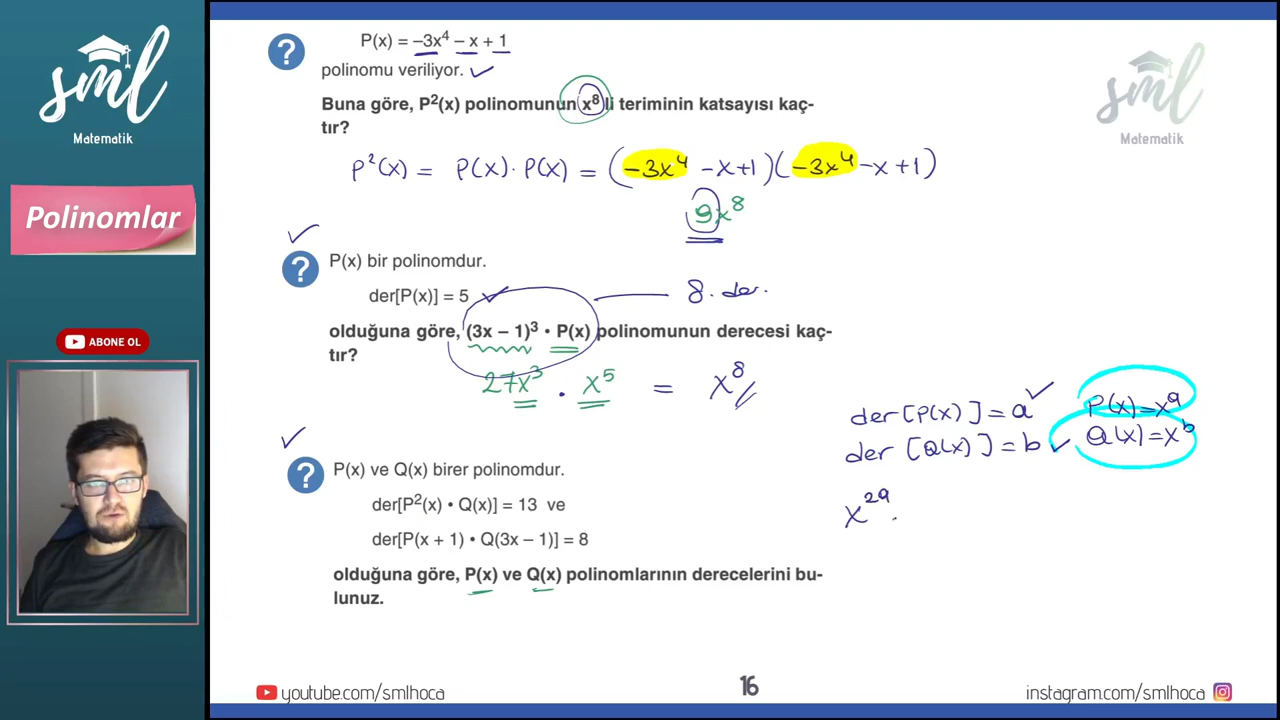 sml
Matematik
Polinomlar
ABONE OL
sml
Matematik
?
P(x) = –3x⁴ – x + 1
polinomu veriliyor.
Buna göre, P²(x) polinomunun x⁸ li teriminin katsayısı kaç-
tır?
P²(x) = P(x) · P(x) = (-3x⁴ -x+1)(-3x⁴ -x+1)
9x⁸
?
P(x) bir polinomdur.
der[P(x)] = 5
8. der.
olduğuna göre, (3x – 1)³ • P(x) polinomunun derecesi kaç-
tır?
27x³ . x⁵ = x⁸
?
P(x) ve Q(x) birer polinomdur.
der[P²(x) • Q(x)] = 13 ve
der[P(x + 1) • Q(3x – 1)] = 8
olduğuna göre, P(x) ve Q(x) polinomlarının derecelerini bu-
lunuz.
der [P(x)] = a
der [Q(x)] = b
P(x)=xᵃ
Q(x)=xᵇ
x²ᵃ.
youtube.com/smlhoca
16
instagram.com/smlhoca